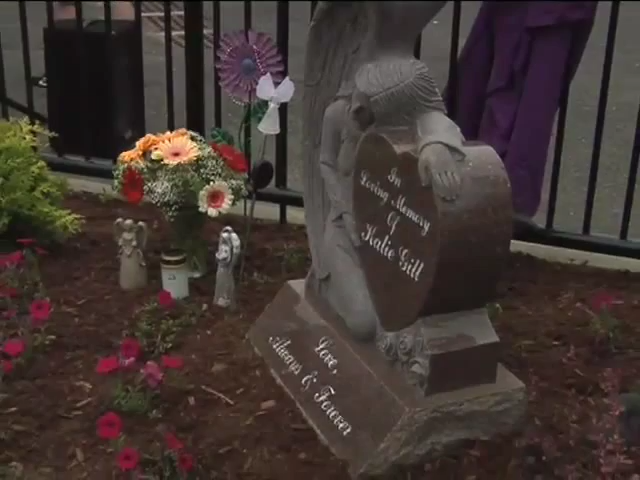 In
Loving Memory
Of
Katie Gill
Love,
Always & Forever